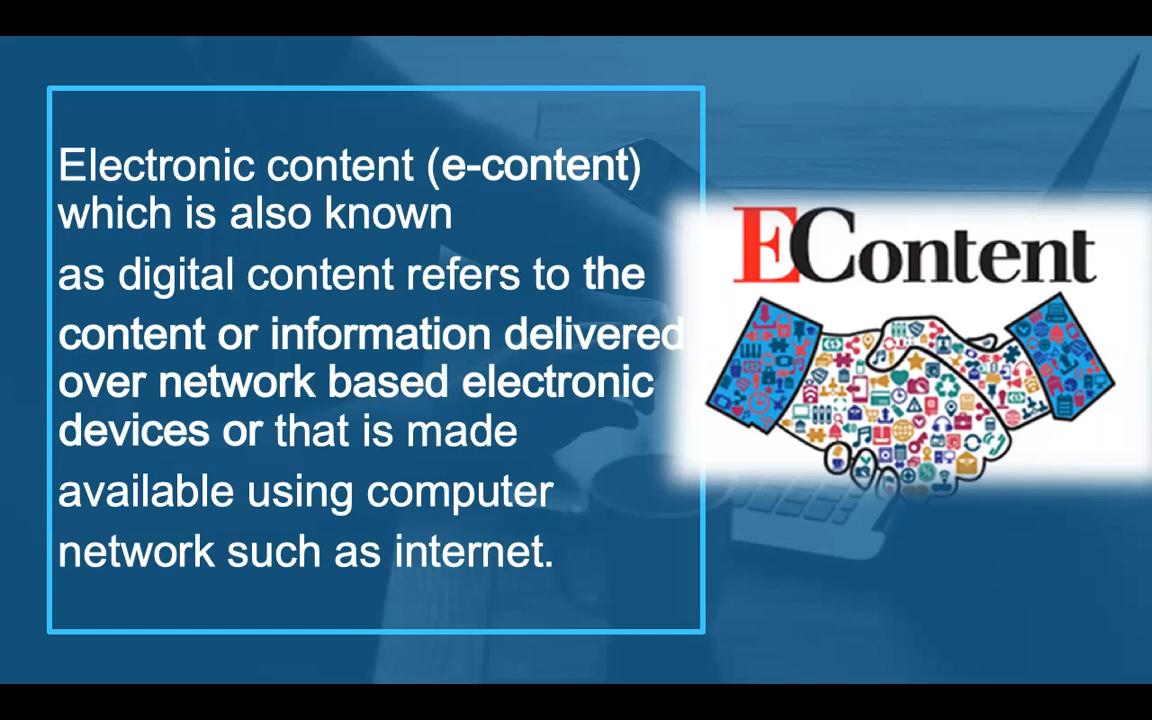 Electronic content (e-content)
which is also known
as digital content refers to the
content or information delivered
over network based electronic
devices or that is made
available using computer
network such as internet.
EContent